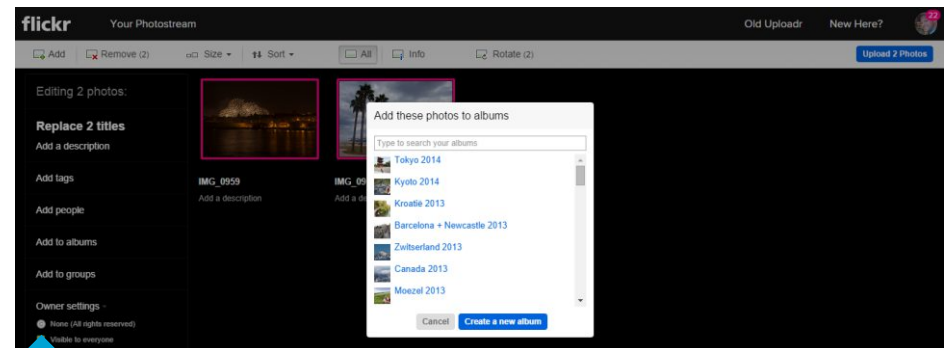 flickr Your Photostream Old Uploadr New Here? 22
Add Remove (2) Size Sort All Info Rotate (2) Upload 2 Photos
Editing 2 photos:
Replace 2 titles
Add a description
Add tags
Add people
Add to albums
Add to groups
Owner settings
None (All rights reserved)
Visible to everyone
IMG_0959
Add a description
IMG_09
Add a de
Add these photos to albums
Type to search your albums
Tokyo 2014
Kyoto 2014
Kroatië 2013
Barcelona + Newcastle 2013
Zwitserland 2013
Canada 2013
Moezel 2013
Cancel Create a new album